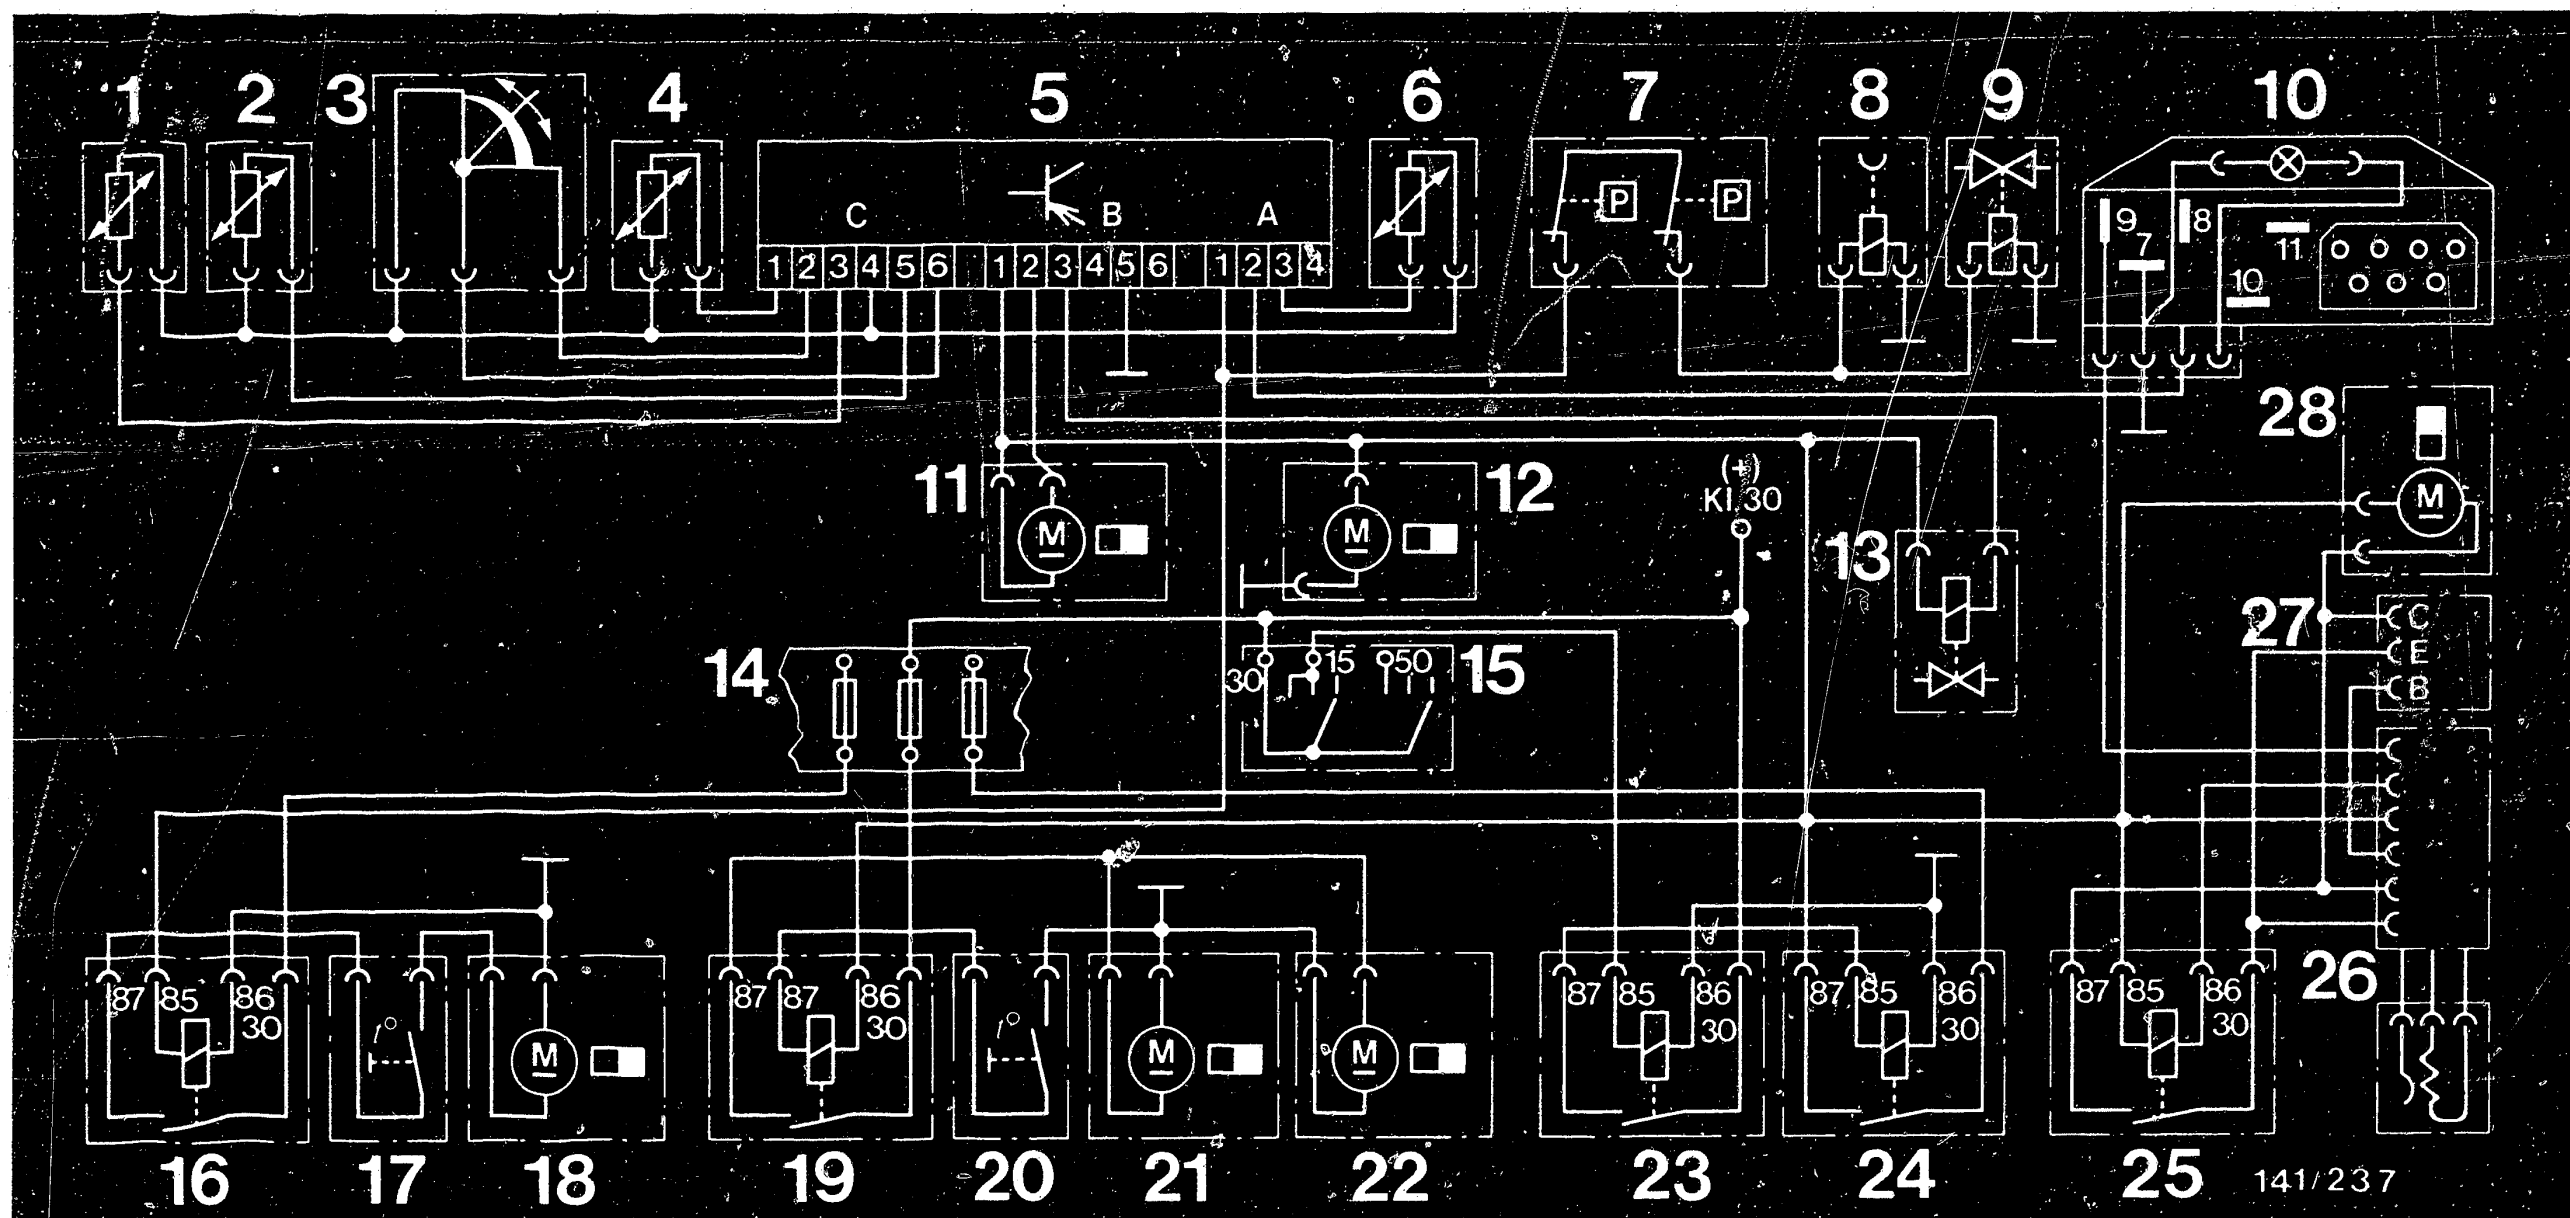 1 2 3 4 5 6 7 8 9 10
P P
C B A
1 2 3 4 5 6 1 2 3 4 5 6 1 2 3 4
9 7 8 11 10
28
M
11 M
12 M
(+)
Kl. 30
13
27
C
E
B
14
30 15 50 15
26
87 85 86 30
M
87 87 86 30
M
M
87 85 86 30
87 85 86 30
87 85 86 30
16 17 18 19 20 21 22 23 24 25
141/237